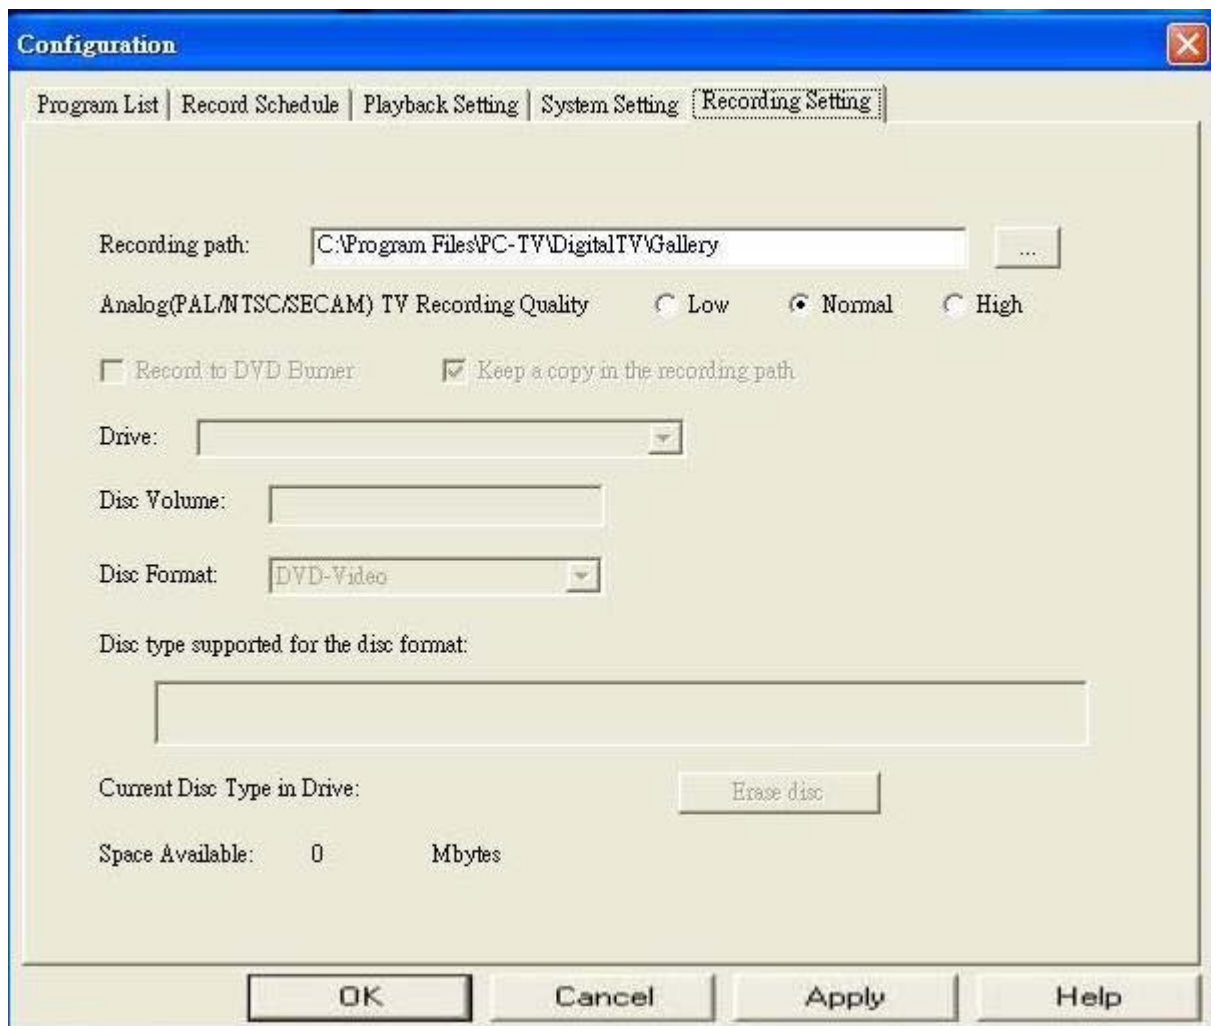 Configuration
Program List Record Schedule Playback Setting System Setting Recording Setting
Recording path: C:\Program Files\PC-TV\DigitalTV\Gallery ...
Analog(PAL/NTSC/SECAM) TV Recording Quality Low Normal High
Record to DVD Burner Keep a copy in the recording path
Drive:
Disc Volume:
Disc Format: DVD-Video
Disc type supported for the disc format:
Current Disc Type in Drive: Erase disc
Space Available: 0 Mbytes
OK Cancel Apply Help